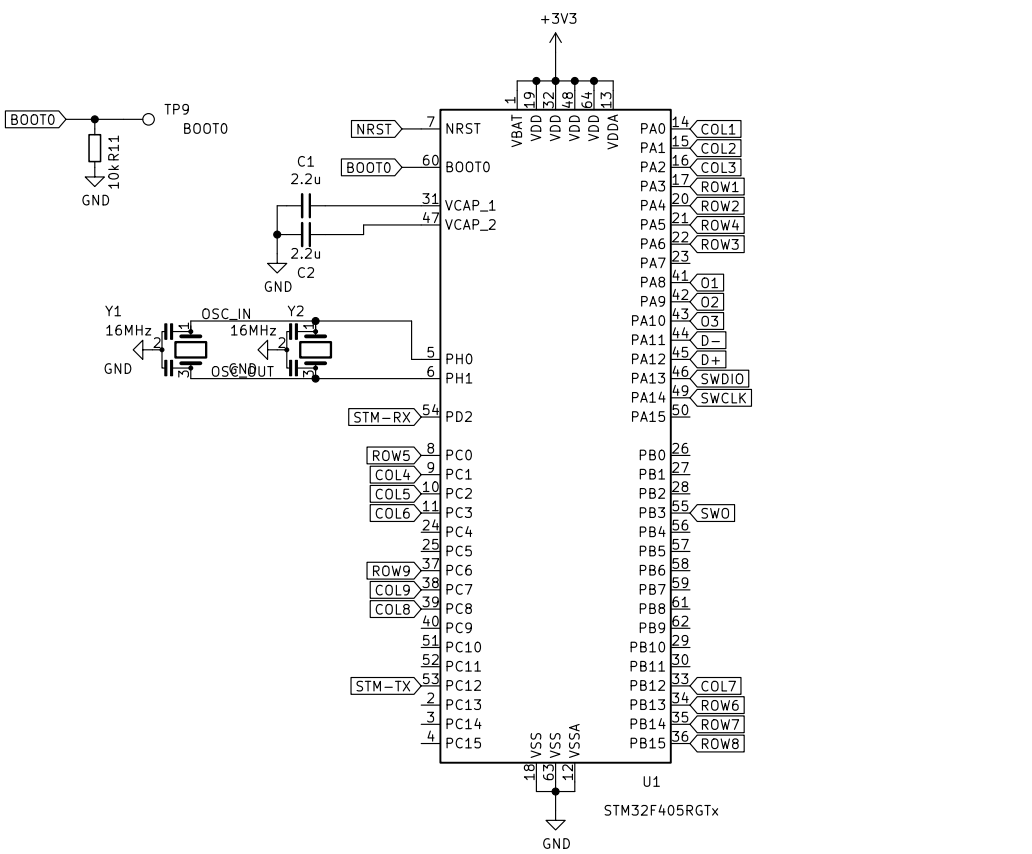 +3V3
1 19 32 48 64 13
VBAT VDD VDD VDD VDD VDDA
BOOT0
TP9
BOOT0
10k R11
GND
NRST 7 NRST
BOOT0 60 BOOT0
C1
2.2u
31 VCAP_1
47 VCAP_2
2.2u
C2
GND
Y1
16MHz
OSC_IN
Y2
16MHz
1
2
3
GND
1
2
3
GND
OSC_OUT
5 PH0
6 PH1
STM-RX 54 PD2
ROW5 8 PC0
COL4 9 PC1
COL5 10 PC2
COL6 11 PC3
24 PC4
25 PC5
ROW9 37 PC6
COL9 38 PC7
COL8 39 PC8
40 PC9
51 PC10
52 PC11
STM-TX 53 PC12
2 PC13
3 PC14
4 PC15
PA0 14 COL1
PA1 15 COL2
PA2 16 COL3
PA3 17 ROW1
PA4 20 ROW2
PA5 21 ROW4
PA6 22 ROW3
PA7 23
PA8 41 O1
PA9 42 O2
PA10 43 O3
PA11 44 D-
PA12 45 D+
PA13 46 SWDIO
PA14 49 SWCLK
PA15 50
PB0 26
PB1 27
PB2 28
PB3 55 SWO
PB4 56
PB5 57
PB6 58
PB7 59
PB8 61
PB9 62
PB10 29
PB11 30
PB12 33 COL7
PB13 34 ROW6
PB14 35 ROW7
PB15 36 ROW8
VSS VSS VSSA
18 63 12
U1
STM32F405RGTx
GND